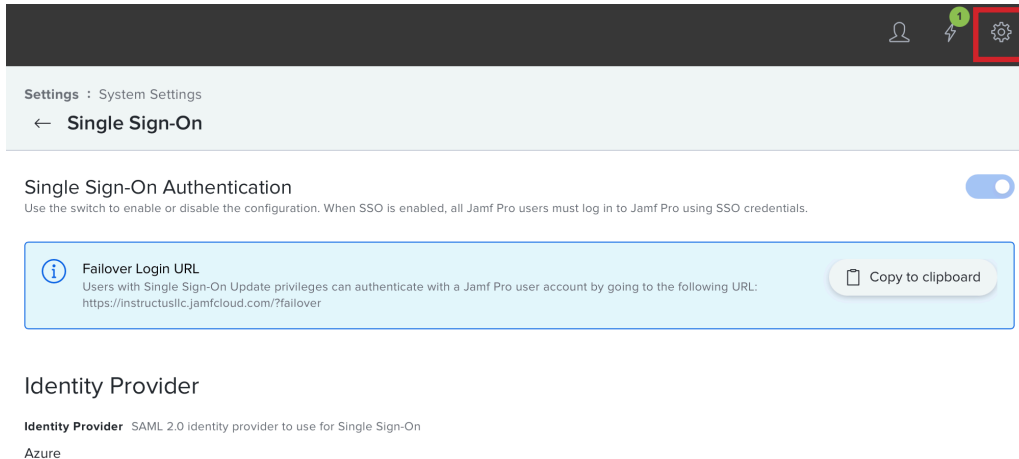 1
Settings : System Settings
← Single Sign-On
Single Sign-On Authentication
Use the switch to enable or disable the configuration. When SSO is enabled, all Jamf Pro users must log in to Jamf Pro using SSO credentials.
Failover Login URL
Users with Single Sign-On Update privileges can authenticate with a Jamf Pro user account by going to the following URL:
https://instructusllc.jamfcloud.com/?failover
Copy to clipboard
Identity Provider
Identity Provider SAML 2.0 identity provider to use for Single Sign-On
Azure